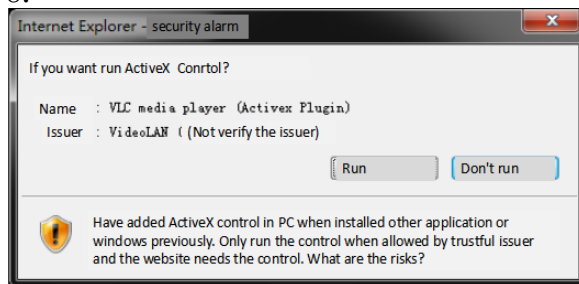 Internet Explorer - security alarm
If you want run ActiveX Conrtol?
Name : VLC media player (Activex Plugin)
Issuer : VideoLAN ( (Not verify the issuer)
Run Don't run
Have added ActiveX control in PC when installed other application or
windows previously. Only run the control when allowed by trustful issuer
and the website needs the control. What are the risks?